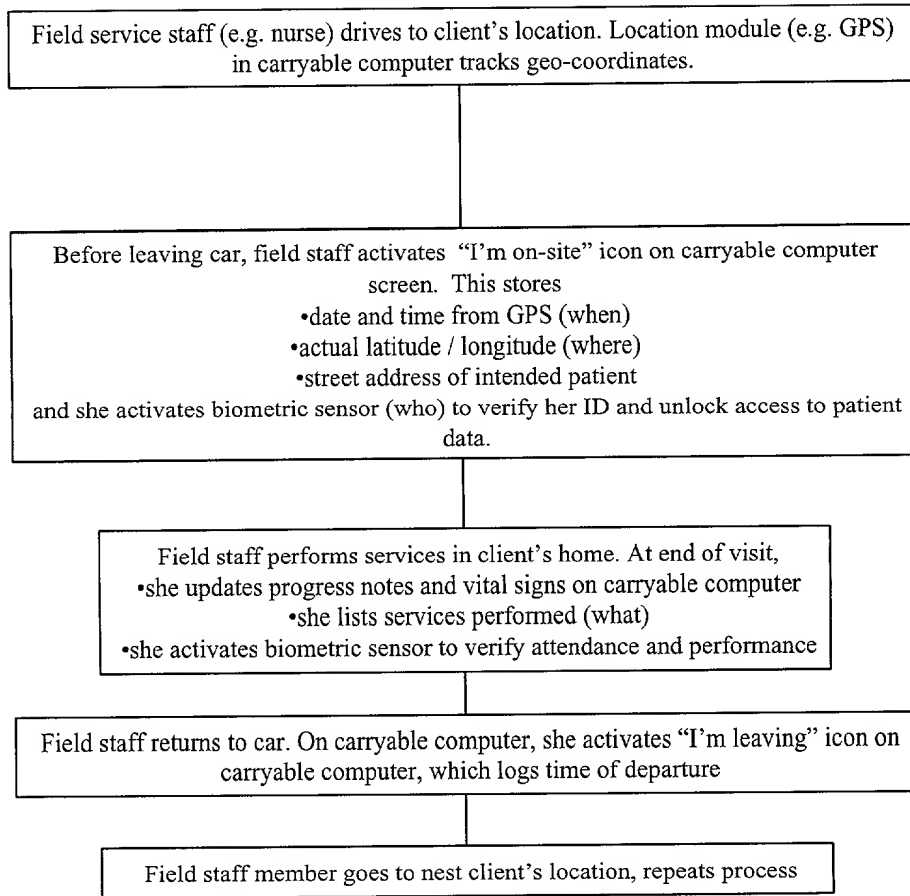 Field service staff (e.g. nurse) drives to client’s location. Location module (e.g. GPS)
in carryable computer tracks geo-coordinates.
Before leaving car, field staff activates “I’m on-site” icon on carryable computer
screen. This stores
•date and time from GPS (when)
•actual latitude / longitude (where)
•street address of intended patient
and she activates biometric sensor (who) to verify her ID and unlock access to patient
data.
Field staff performs services in client’s home. At end of visit,
•she updates progress notes and vital signs on carryable computer
•she lists services performed (what)
•she activates biometric sensor to verify attendance and performance
Field staff returns to car. On carryable computer, she activates “I’m leaving” icon on
carryable computer, which logs time of departure
Field staff member goes to nest client’s location, repeats process